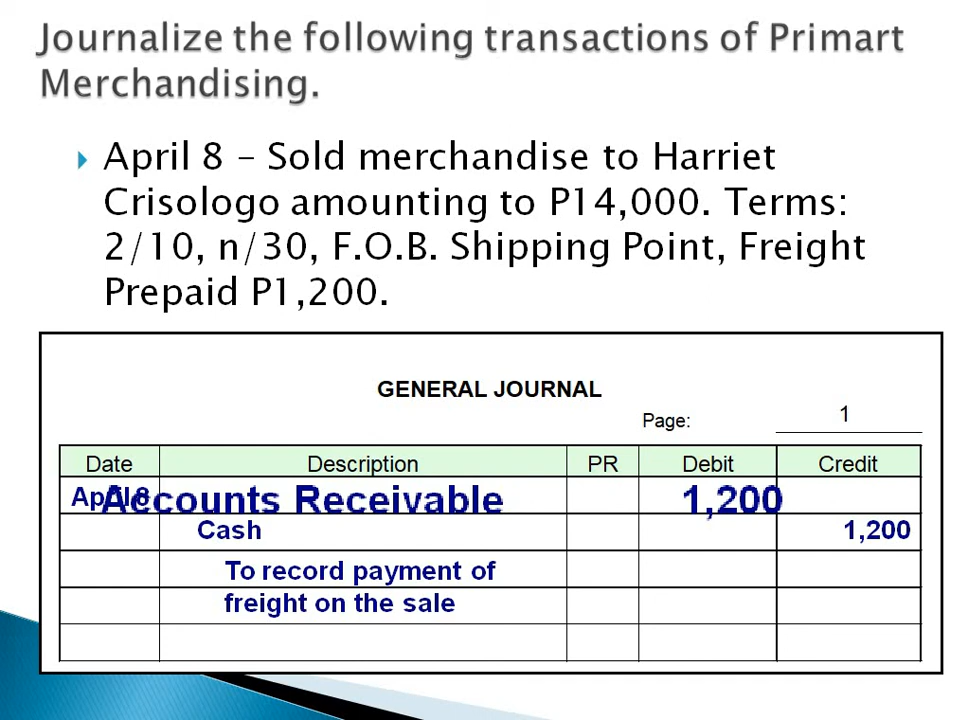 Journalize the following transactions of Primart
Merchandising.
April 8 – Sold merchandise to Harriet
Crisologo amounting to P14,000. Terms:
2/10, n/30, F.O.B. Shipping Point, Freight
Prepaid P1,200.
GENERAL JOURNAL
Page: 1
Date Description PR Debit Credit
April 8 Accounts Receivable 1,200
Cash 1,200
To record payment of
freight on the sale